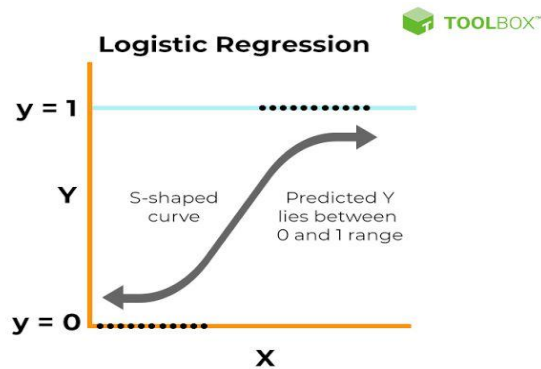 TOOLBOX™
Logistic Regression
y = 1
Y
S-shaped
curve
Predicted Y
lies between
0 and 1 range
y = 0
X